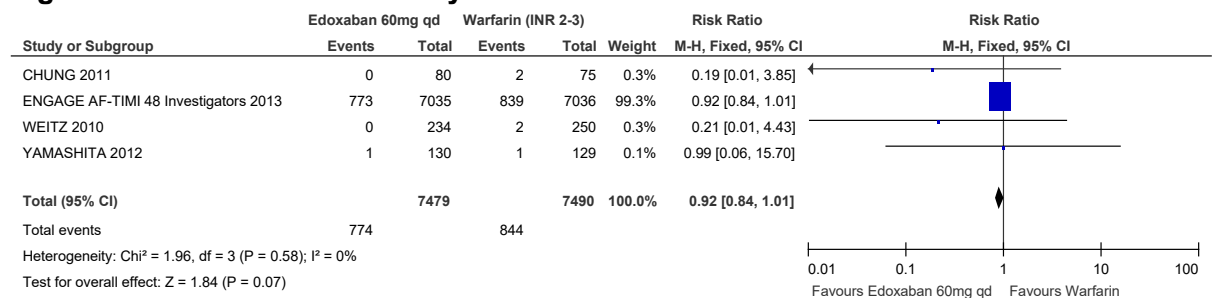 Edoxaban 60mg qd Warfarin (INR 2-3) Risk Ratio Risk Ratio
Study or Subgroup Events Total Events Total Weight M-H, Fixed, 95% CI M-H, Fixed, 95% CI
CHUNG 2011 0 80 2 75 0.3% 0.19 [0.01, 3.85]
ENGAGE AF-TIMI 48 Investigators 2013 773 7035 839 7036 99.3% 0.92 [0.84, 1.01]
WEITZ 2010 0 234 2 250 0.3% 0.21 [0.01, 4.43]
YAMASHITA 2012 1 130 1 129 0.1% 0.99 [0.06, 15.70]
Total (95% CI) 7479 7490 100.0% 0.92 [0.84, 1.01]
Total events 774 844
Heterogeneity: Chi² = 1.96, df = 3 (P = 0.58); I² = 0%
Test for overall effect: Z = 1.84 (P = 0.07)
0.01 0.1 1 10 100
Favours Edoxaban 60mg qd Favours Warfarin